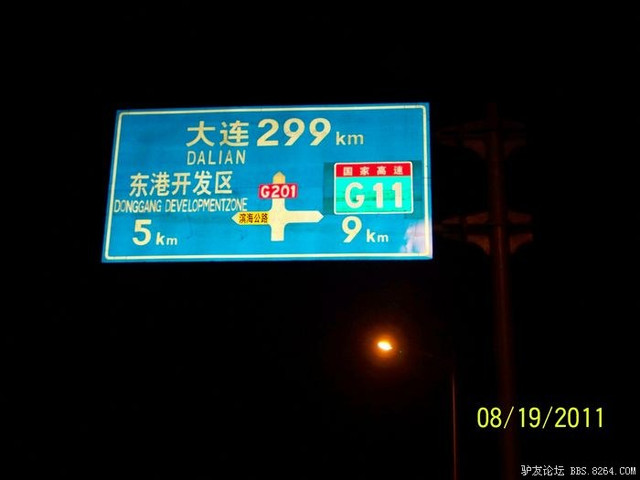 大连 299 km
DALIAN
东港开发区
DONGGANG DEVELOPMENTZONE
5 km
G201
滨海公路
国家高速
G11
9 km
08/19/2011
驴友论坛 BBS.8264.COM